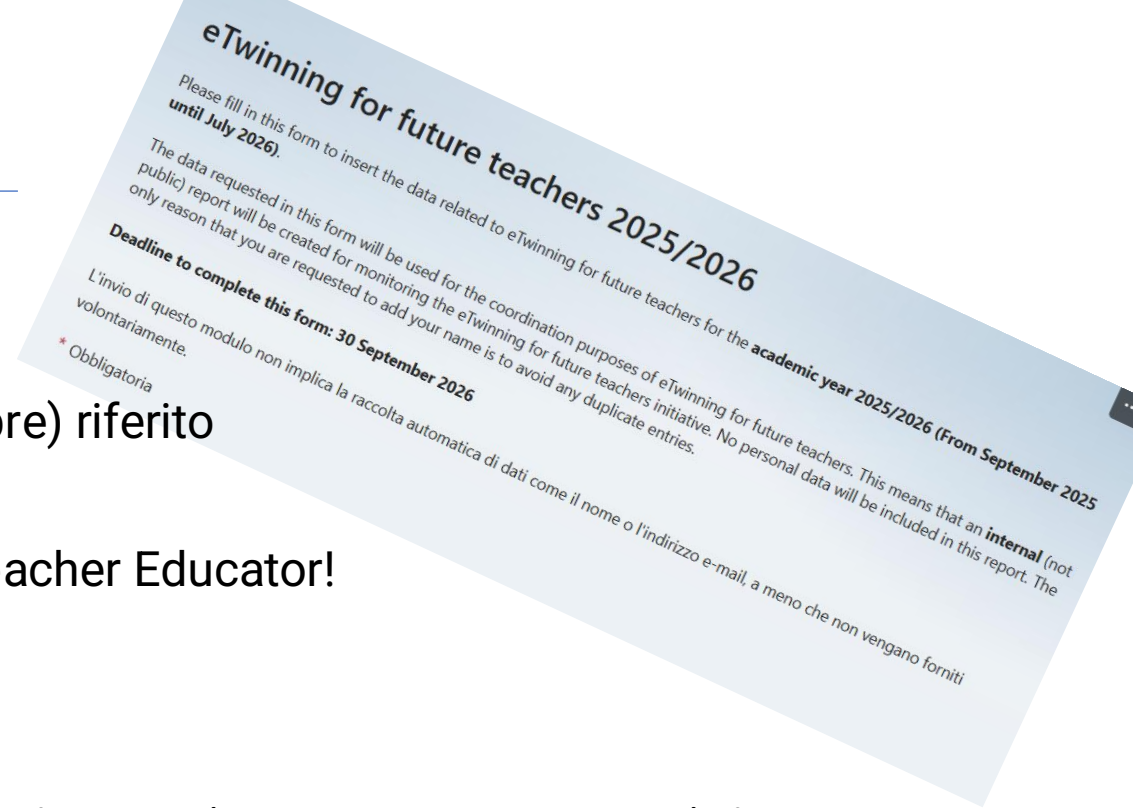 eTwinning for future teachers 2025/2026
Please fill in this form to insert the data related to eTwinning for future teachers for the academic year 2025/2026 (From September 2025
until July 2026).
The data requested in this form will be used for the coordination purposes of eTwinning for future teachers. This means that an internal (not
public) report will be created for monitoring the eTwinning for future teachers initiative. No personal data will be included in this report. The
only reason that you are requested to add your name is to avoid any duplicate entries.
Deadline to complete this form: 30 September 2026
L'invio di questo modulo non implica la raccolta automatica di dati come il nome o l'indirizzo e-mail, a meno che non vengano forniti
volontariamente.
* Obbligatoria
riferito
Educator!